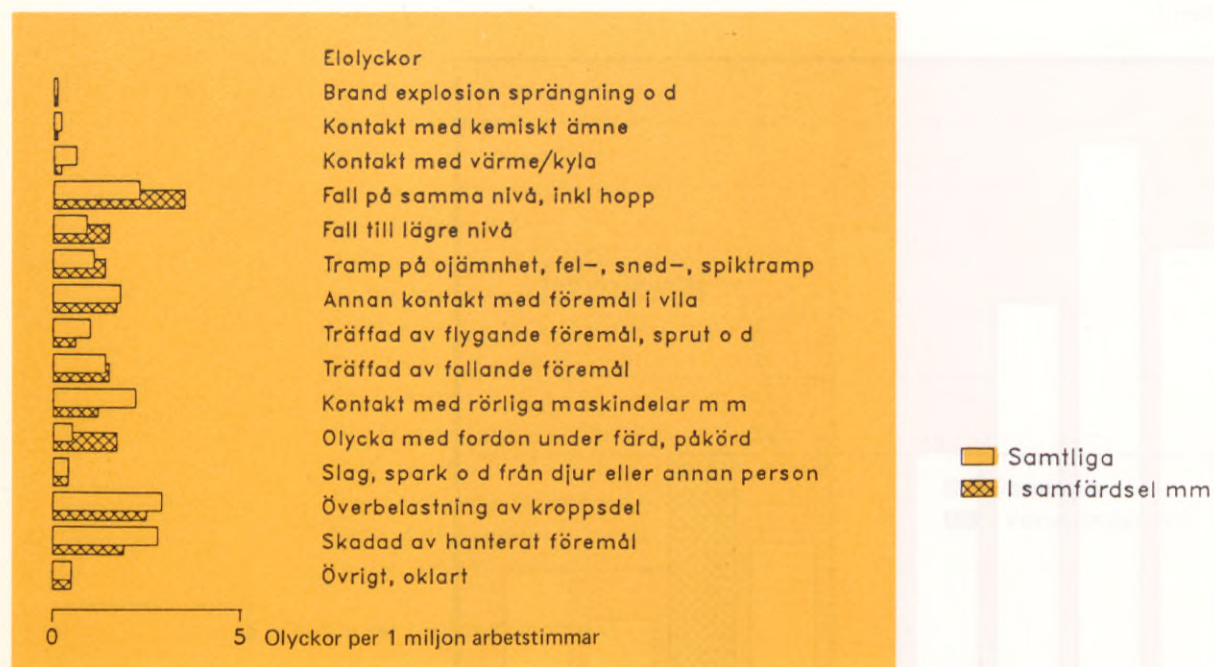 Elolyckor
Brand explosion sprängning o d
Kontakt med kemiskt ämne
Kontakt med värme/kyla
Fall på samma nivå, inkl hopp
Fall till lägre nivå
Tramp på ojämnhet, fel–, sned–, spiktramp
Annan kontakt med föremål i vila
Träffad av flygande föremål, sprut o d
Träffad av fallande föremål
Kontakt med rörliga maskindelar m m
Olycka med fordon under färd, påkörd
Slag, spark o d från djur eller annan person
Överbelastning av kroppsdel
Skadad av hanterat föremål
Övrigt, oklart
0 5 Olyckor per 1 miljon arbetstimmar
Samtliga
I samfärdsel mm